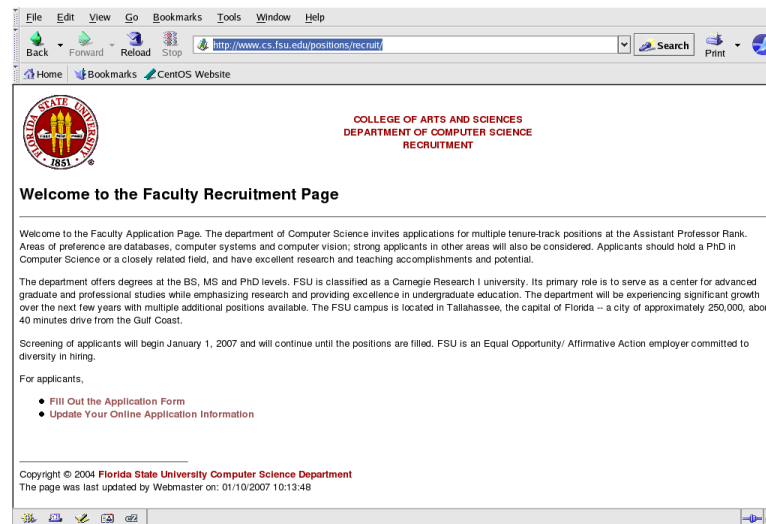 File Edit View Go Bookmarks Tools Window Help
Back Forward Reload Stop http://www.cs.fsu.edu/positions/recruit/ Search Print
Home Bookmarks CentOS Website
FLORIDA STATE UNIVERSITY
1851
COLLEGE OF ARTS AND SCIENCES
DEPARTMENT OF COMPUTER SCIENCE
RECRUITMENT
Welcome to the Faculty Recruitment Page
Welcome to the Faculty Application Page. The department of Computer Science invites applications for multiple tenure-track positions at the Assistant Professor Rank.
Areas of preference are databases, computer systems and computer vision; strong applicants in other areas will also be considered. Applicants should hold a PhD in
Computer Science or a closely related field, and have excellent research and teaching accomplishments and potential.
The department offers degrees at the BS, MS and PhD levels. FSU is classified as a Carnegie Research I university. Its primary role is to serve as a center for advanced
graduate and professional studies while emphasizing research and providing excellence in undergraduate education. The department will be experiencing significant growth
over the next few years with multiple additional positions available. The FSU campus is located in Tallahassee, the capital of Florida -- a city of approximately 250,000, abo
40 minutes drive from the Gulf Coast.
Screening of applicants will begin January 1, 2007 and will continue until the positions are filled. FSU is an Equal Opportunity/ Affirmative Action employer committed to
diversity in hiring.
For applicants,
Fill Out the Application Form
Update Your Online Application Information
Copyright © 2004 Florida State University Computer Science Department
The page was last updated by Webmaster on: 01/10/2007 10:13:48